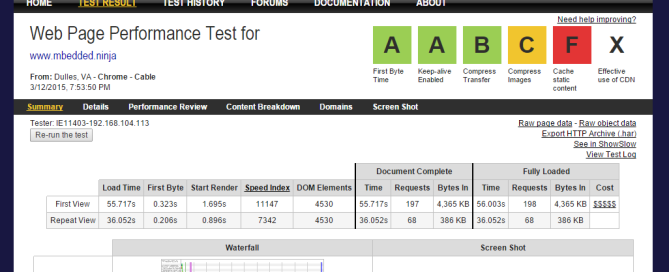 HOME TEST RESULT TEST HISTORY FORUMS DOCUMENTATION ABOUT
Need help improving?
Web Page Performance Test for
www.mbedded.ninja
From: Dulles, VA - Chrome - Cable
3/12/2015, 7:53:50 PM
A A B C F X
First Byte Time
Keep-alive Enabled
Compress Transfer
Compress Images
Cache static content
Effective use of CDN
Summary Details Performance Review Content Breakdown Domains Screen Shot
Tester: IE11403-192.168.104.113
Re-run the test
Raw page data - Raw object data
Export HTTP Archive (.har)
See in ShowSlow
View Test Log
Document Complete Fully Loaded
Load Time First Byte Start Render Speed Index DOM Elements Time Requests Bytes In Time Requests Bytes In Cost
First View 55.717s 0.323s 1.695s 11147 4530 55.717s 197 4,365 KB 56.003s 198 4,365 KB $$$$$
Repeat View 36.052s 0.206s 0.896s 7342 4530 36.052s 68 386 KB 36.052s 68 386 KB
Waterfall Screen Shot